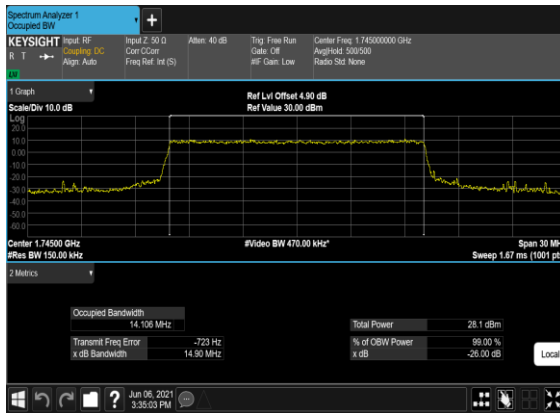 Spectrum Analyzer 1
Occupied BW
KEYSIGHT
R T
LXI
Input: RF
Coupling: DC
Align: Auto
Input Z: 50 Ω
Corr CCorr
Freq Ref: Int (S)
Atten: 40 dB
Trig: Free Run
Gate: Off
#IF Gain: Low
Center Freq: 1.745000000 GHz
Avg|Hold: 500/500
Radio Std: None
1 Graph
Scale/Div 10.0 dB
Ref Lvl Offset 4.90 dB
Ref Value 30.00 dBm
Log
20.0
10.0
0.00
-10.0
-20.0
-30.0
-40.0
-50.0
-60.0
Center 1.74500 GHz
#Res BW 150.00 kHz
#Video BW 470.00 kHz*
Span 30 MH
Sweep 1.67 ms (1001 pts
2 Metrics
Occupied Bandwidth
14.106 MHz
Transmit Freq Error -723 Hz
x dB Bandwidth 14.90 MHz
Total Power 28.1 dBm
% of OBW Power 99.00 %
x dB -26.00 dB
Local
Jun 06, 2021
3:35:03 PM